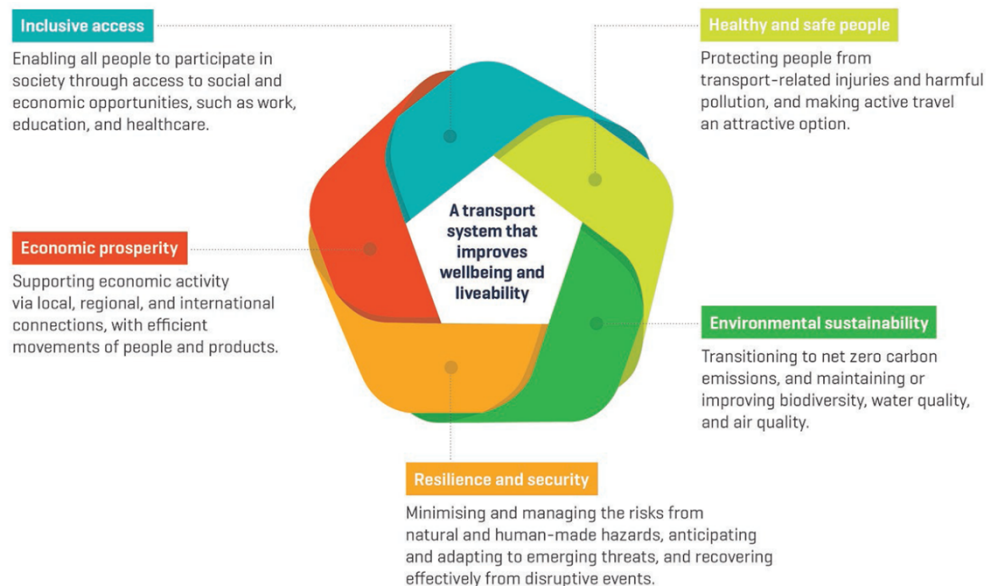 Inclusive access
Enabling all people to participate in
society through access to social and
economic opportunities, such as work,
education, and healthcare.
Healthy and safe people
Protecting people from
transport-related injuries and harmful
pollution, and making active travel
an attractive option.
A transport
system that
improves
wellbeing and
liveability
Economic prosperity
Supporting economic activity
via local, regional, and international
connections, with efficient
movements of people and products.
Environmental sustainability
Transitioning to net zero carbon
emissions, and maintaining or
improving biodiversity, water quality,
and air quality.
Resilience and security
Minimising and managing the risks from
natural and human-made hazards, anticipating
and adapting to emerging threats, and recovering
effectively from disruptive events.